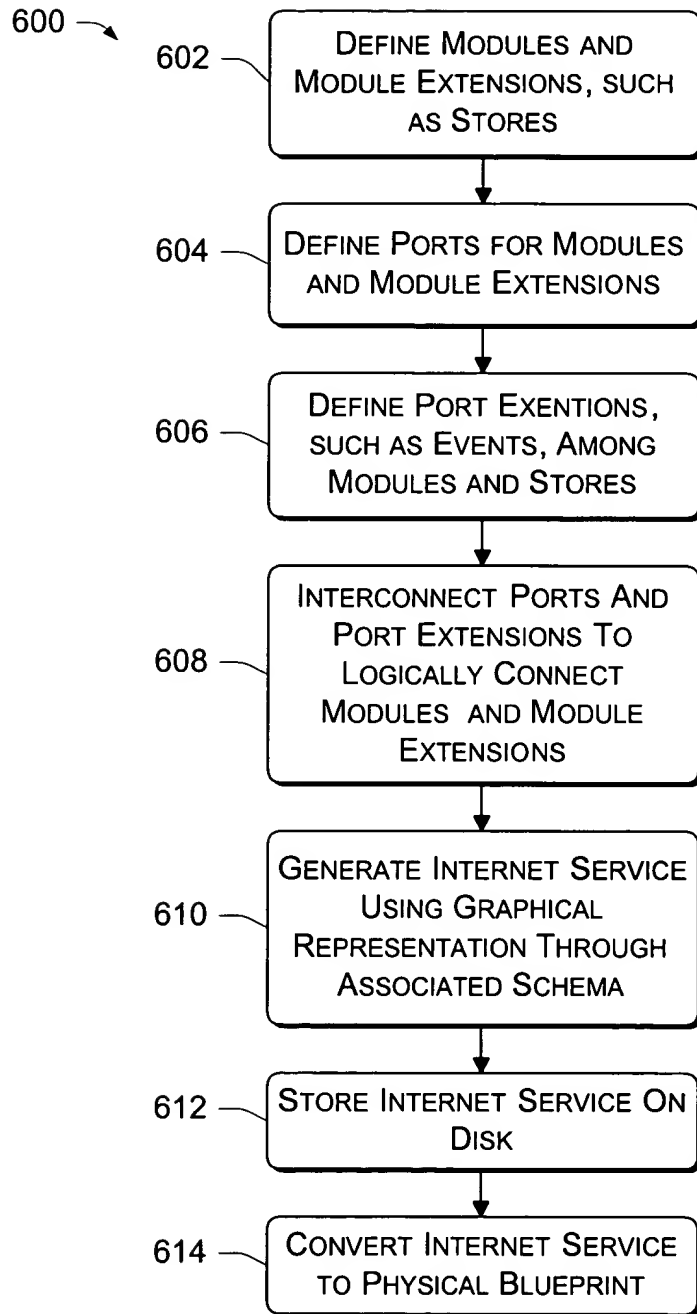 600
602
DEFINE MODULES AND
MODULE EXTENSIONS, SUCH
AS STORES
604
DEFINE PORTS FOR MODULES
AND MODULE EXTENSIONS
606
DEFINE PORT EXENTIONS,
SUCH AS EVENTS, AMONG
MODULES AND STORES
608
INTERCONNECT PORTS AND
PORT EXTENSIONS TO
LOGICALLY CONNECT
MODULES AND MODULE
EXTENSIONS
610
GENERATE INTERNET SERVICE
USING GRAPHICAL
REPRESENTATION THROUGH
ASSOCIATED SCHEMA
612
STORE INTERNET SERVICE ON
DISK
614
CONVERT INTERNET SERVICE
TO PHYSICAL BLUEPRINT